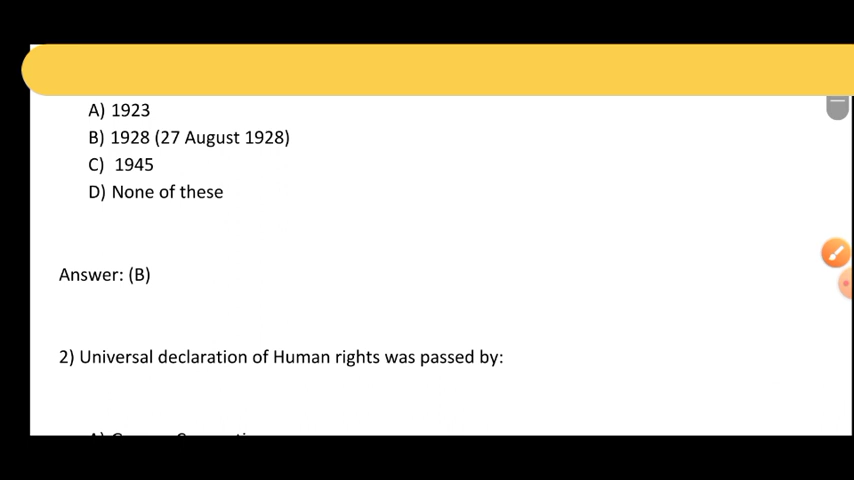 A) 1923
B) 1928 (27 August 1928)
C) 1945
D) None of these
Answer: (B)
2) Universal declaration of Human rights was passed by: